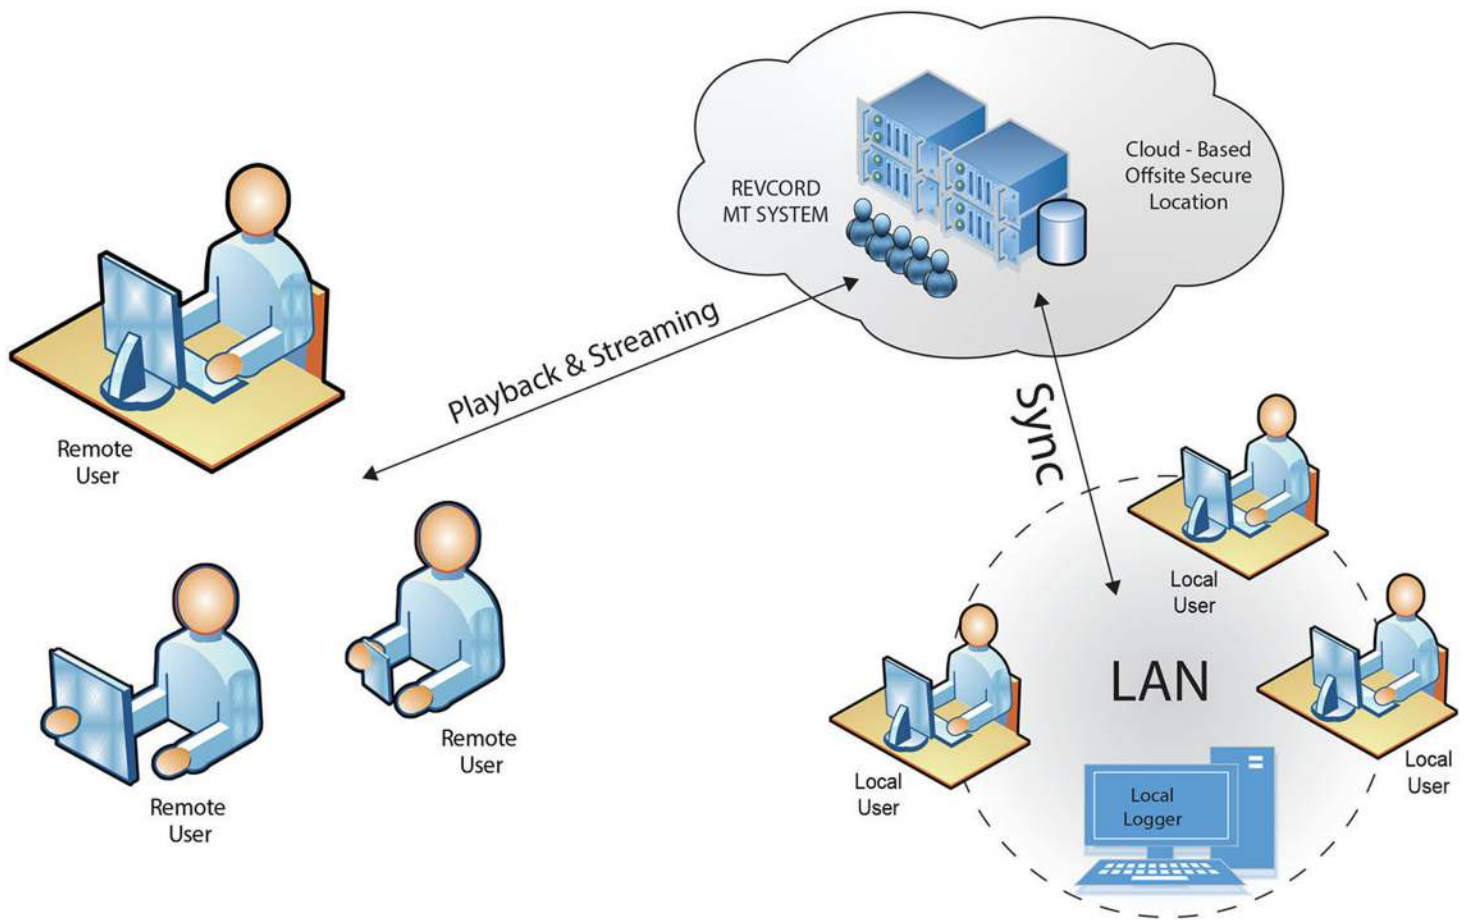 REVCORD
MT SYSTEM
Cloud - Based
Offsite Secure
Location
Playback & Streaming
Sync
Remote
User
Remote
User
Remote
User
Local
User
Local
User
Local
User
LAN
Local
Logger